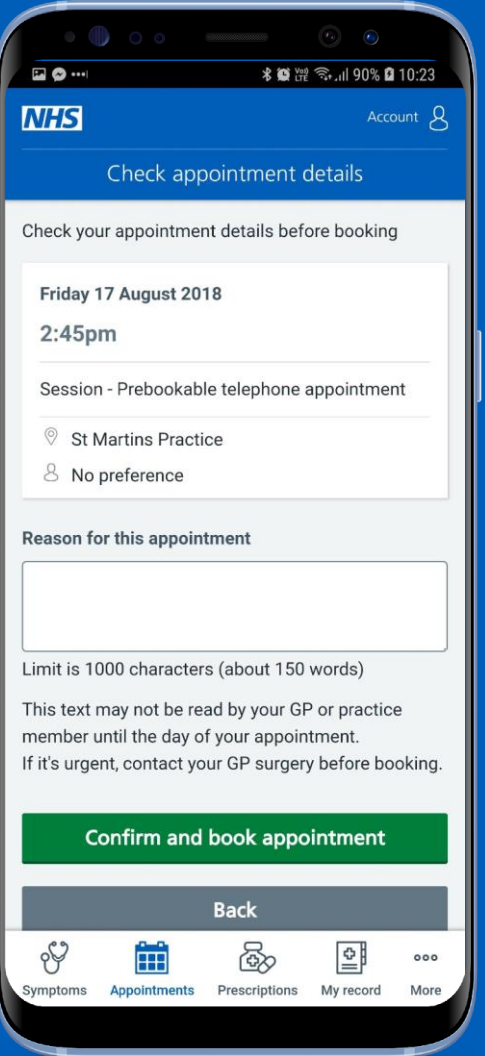 VoD LTE 90% 10:23
NHS
Account
Check appointment details
Check your appointment details before booking
Friday 17 August 2018
2:45pm
Session - Prebookable telephone appointment
St Martins Practice
No preference
Reason for this appointment
Limit is 1000 characters (about 150 words)
This text may not be read by your GP or practice
member until the day of your appointment.
If it's urgent, contact your GP surgery before booking.
Confirm and book appointment
Back
Symptoms Appointments Prescriptions My record More